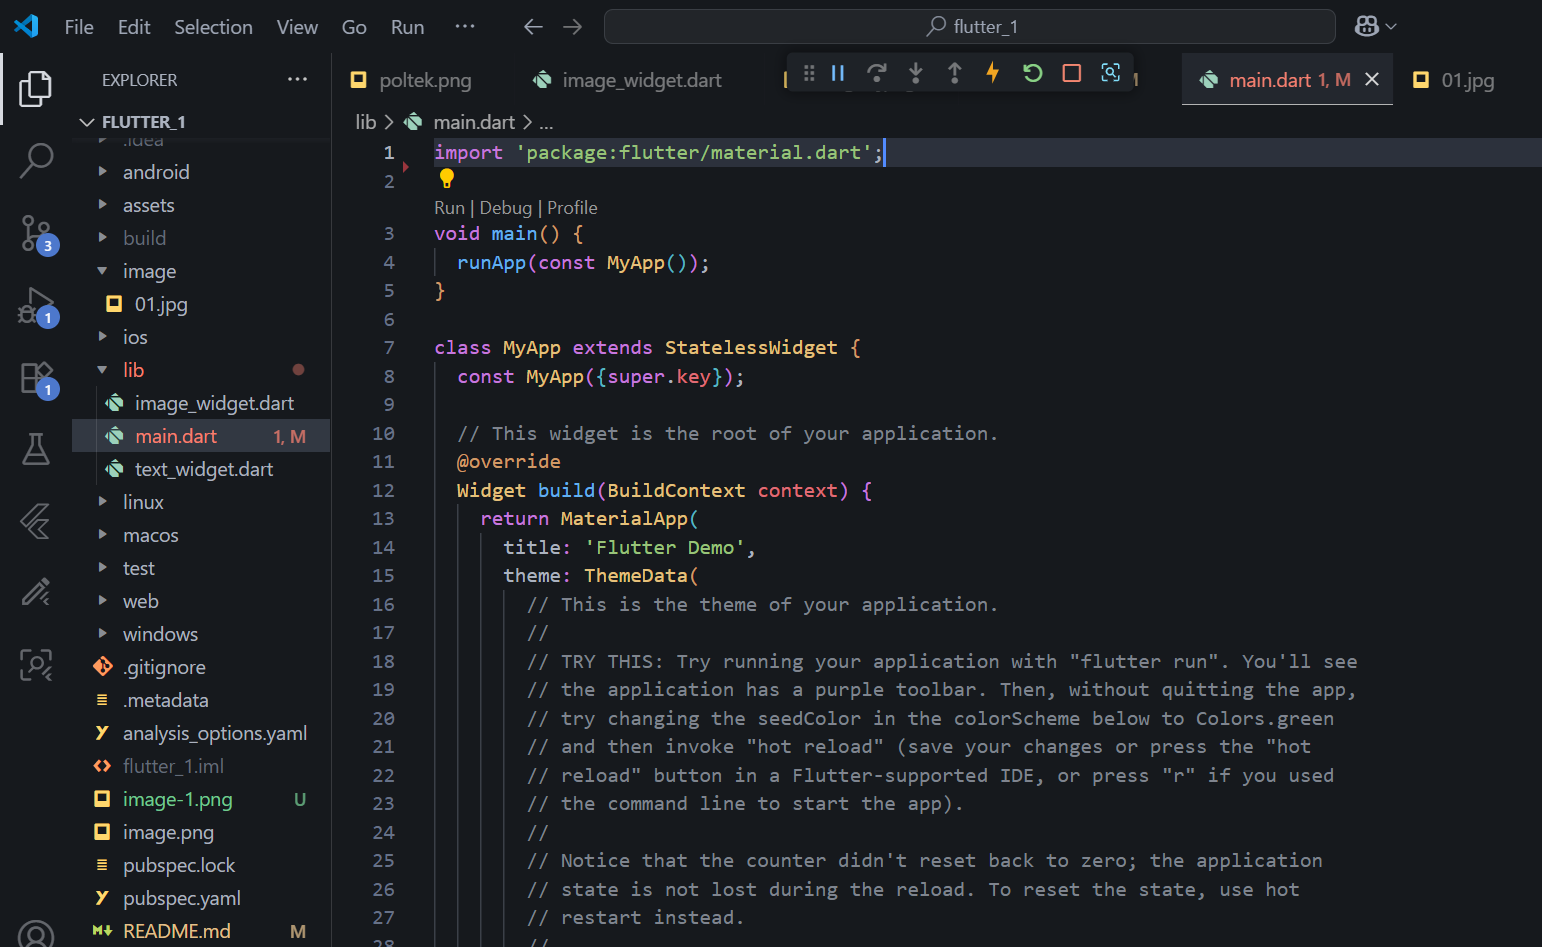 File Edit Selection View Go Run ···
flutter_1
EXPLORER
poltek.png
image_widget.dart
M
main.dart 1, M
01.jpg
FLUTTER_1
lib > main.dart > ...
.idea
android
assets
build
image
01.jpg
ios
lib
image_widget.dart
main.dart 1, M
text_widget.dart
linux
macos
test
web
windows
.gitignore
.metadata
analysis_options.yaml
flutter_1.iml
image-1.png U
image.png
pubspec.lock
pubspec.yaml
README.md M
3
1
1
1 import 'package:flutter/material.dart';
2
Run | Debug | Profile
3 void main() {
4 runApp(const MyApp());
5 }
6
7 class MyApp extends StatelessWidget {
8 const MyApp({super.key});
9
10 // This widget is the root of your application.
11 @override
12 Widget build(BuildContext context) {
13 return MaterialApp(
14 title: 'Flutter Demo',
15 theme: ThemeData(
16 // This is the theme of your application.
17 //
18 // TRY THIS: Try running your application with "flutter run". You'll see
19 // the application has a purple toolbar. Then, without quitting the app,
20 // try changing the seedColor in the colorScheme below to Colors.green
21 // and then invoke "hot reload" (save your changes or press the "hot
22 // reload" button in a Flutter-supported IDE, or press "r" if you used
23 // the command line to start the app).
24 //
25 // Notice that the counter didn't reset back to zero; the application
26 // state is not lost during the reload. To reset the state, use hot
27 // restart instead.
28 //